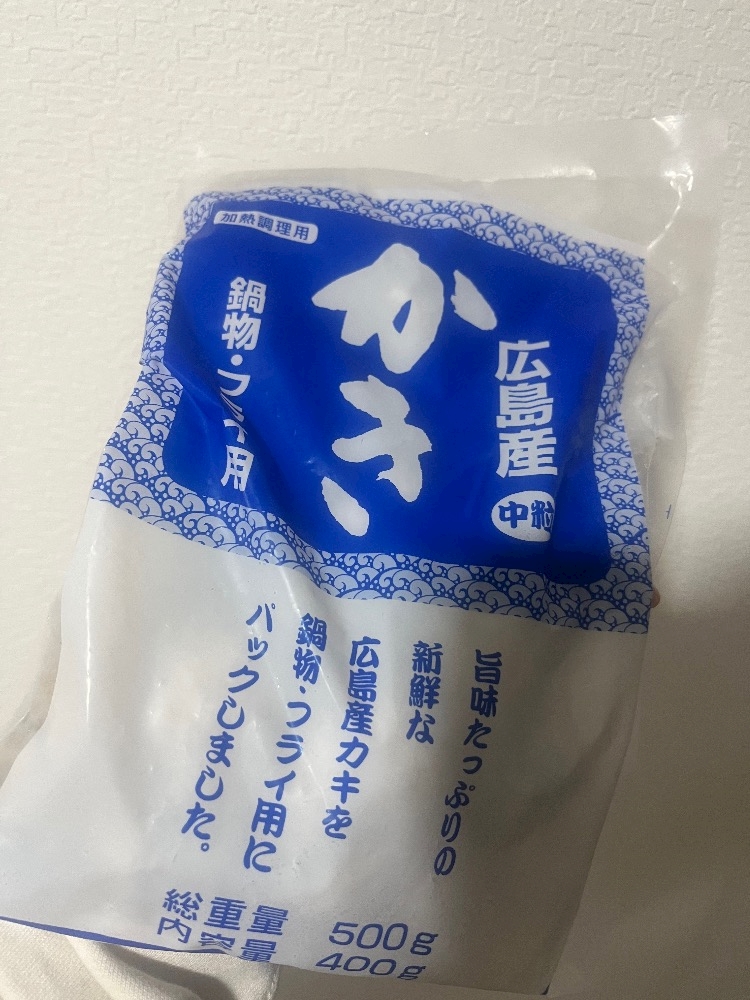 加熱調理用
かき
広島産
中粒
鍋物・フライ用
旨味たっぷりの
新鮮な
広島産カキを
鍋物・フライ用に
パックしました。
総重量 500g
内容量 400g